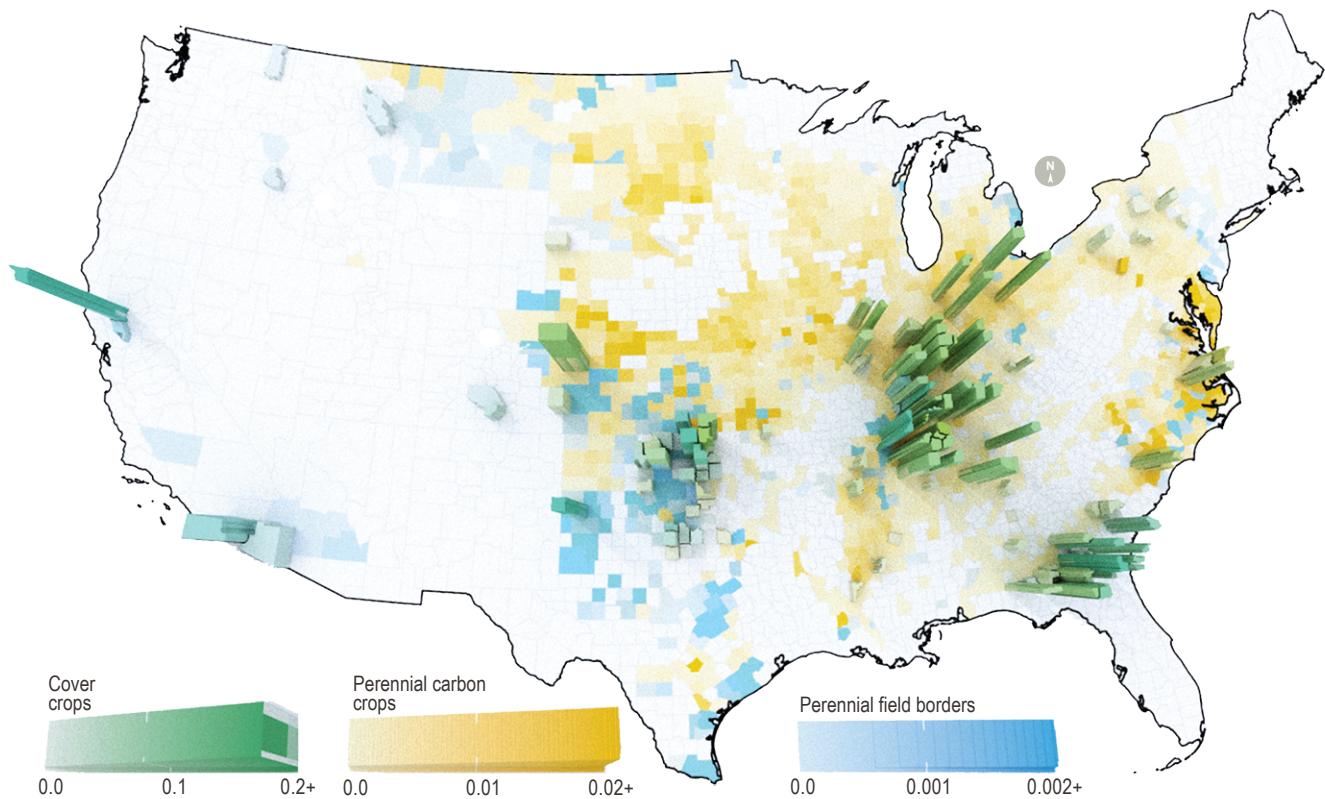 N
Cover
crops
0.0 0.1 0.2+
Perennial carbon
crops
0.0 0.01 0.02+
Perennial field borders
0.0 0.001 0.002+